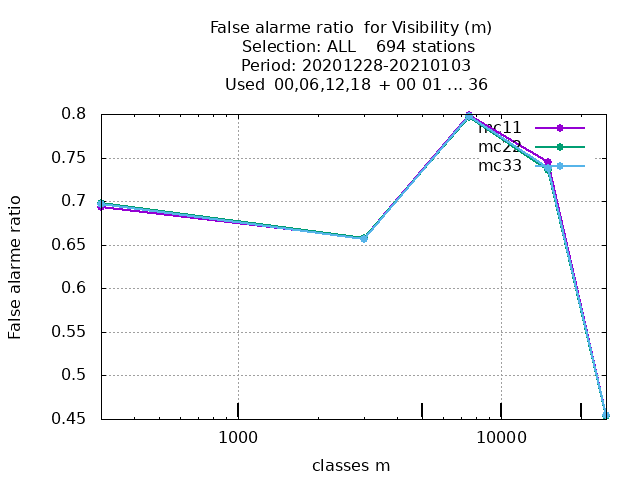 False alarme ratio  for Visibility (m)
Selection: ALL    694 stations
Period: 20201228-20210103
Used  00,06,12,18  + 00 01 ... 36
False alarme ratio
0.8
0.75
0.7
0.65
0.6
0.55
0.5
0.45
mc11
mc22
mc33
1000
10000
classes m